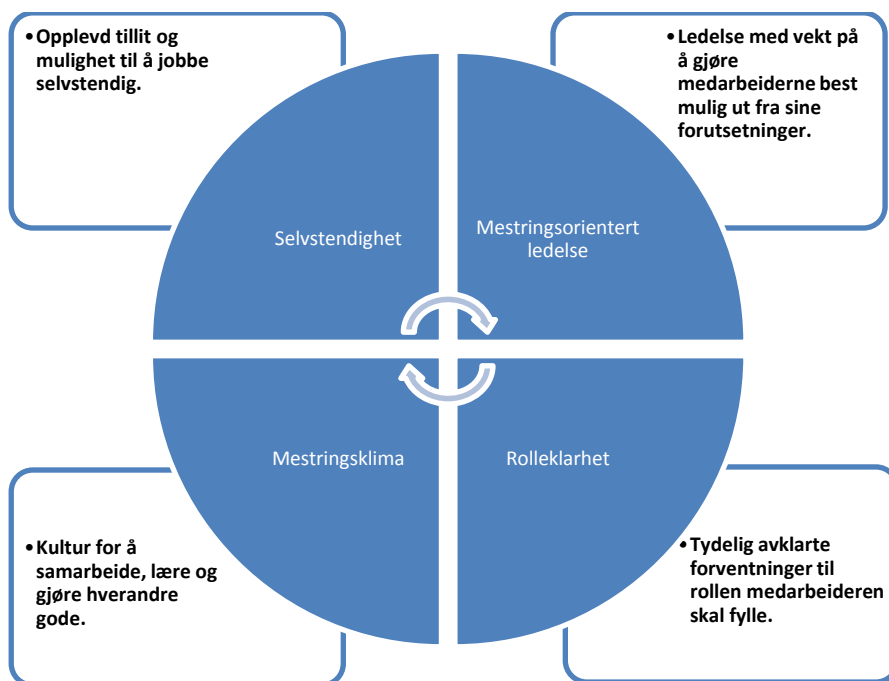 •Opplevd tillit og
mulighet til å jobbe
selvstendig.
•Ledelse med vekt på
å gjøre
medarbeiderne best
mulig ut fra sine
forutsetninger.
Selvstendighet
Mestringsorientert
ledelse
Mestringsklima
Rolleklarhet
•Kultur for å
samarbeide, lære og
gjøre hverandre
gode.
•Tydelig avklarte
forventninger til
rollen medarbeideren
skal fylle.